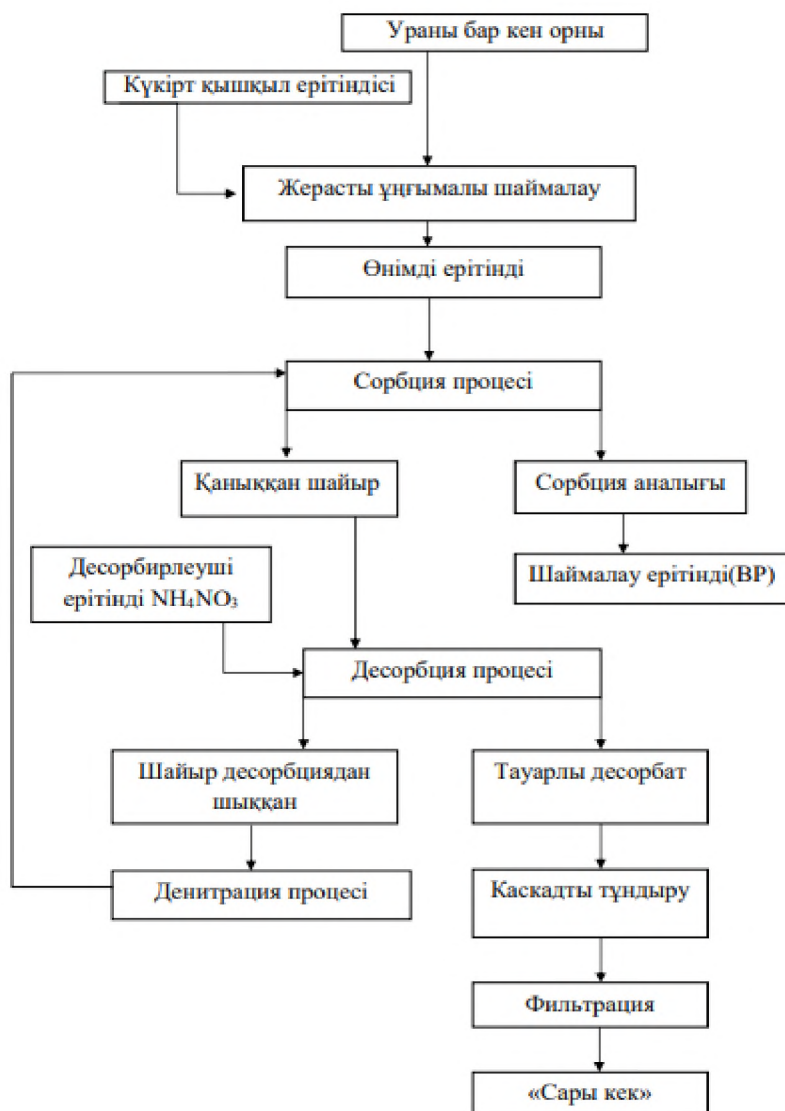 Ураны бар кен орны
Күкірт қышқыл ерітіндісі
Жерасты ұңғымалы шаймалау
Өнімді ерітінді
Сорбция процесі
Қаныққан шайыр
Сорбция аналығы
Десорбирлеуші
ерітінді NH₄NO₃
Шаймалау ерітінді(ВР)
Десорбция процесі
Шайыр десорбциядан
шыққан
Тауарлы десорбат
Денитрация процесі
Каскадты тұндыру
Фильтрация
«Сары кек»